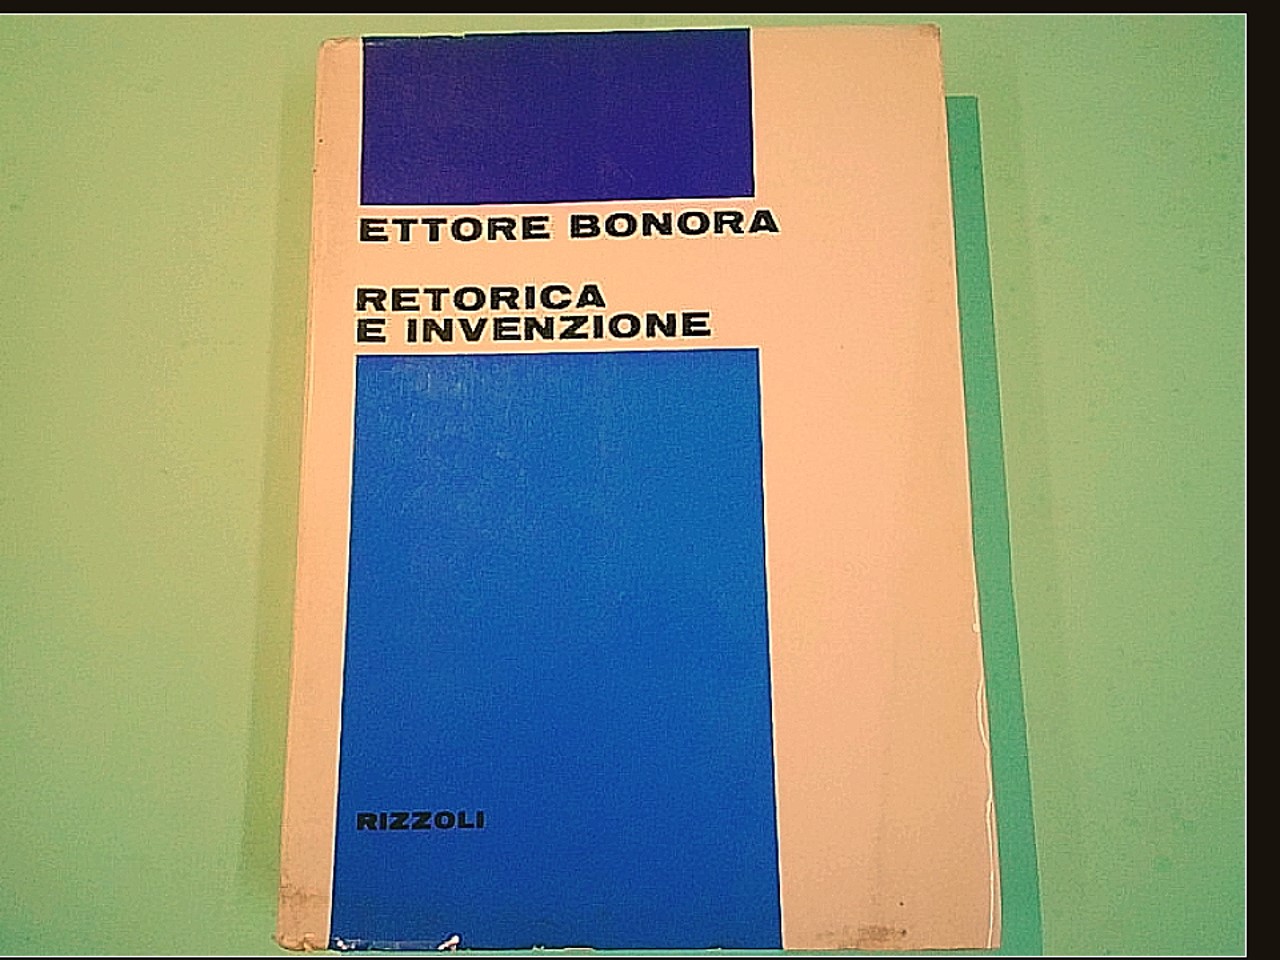 ETTORE BONORA
RETORICA
E INVENZIONE
RIZZOLI